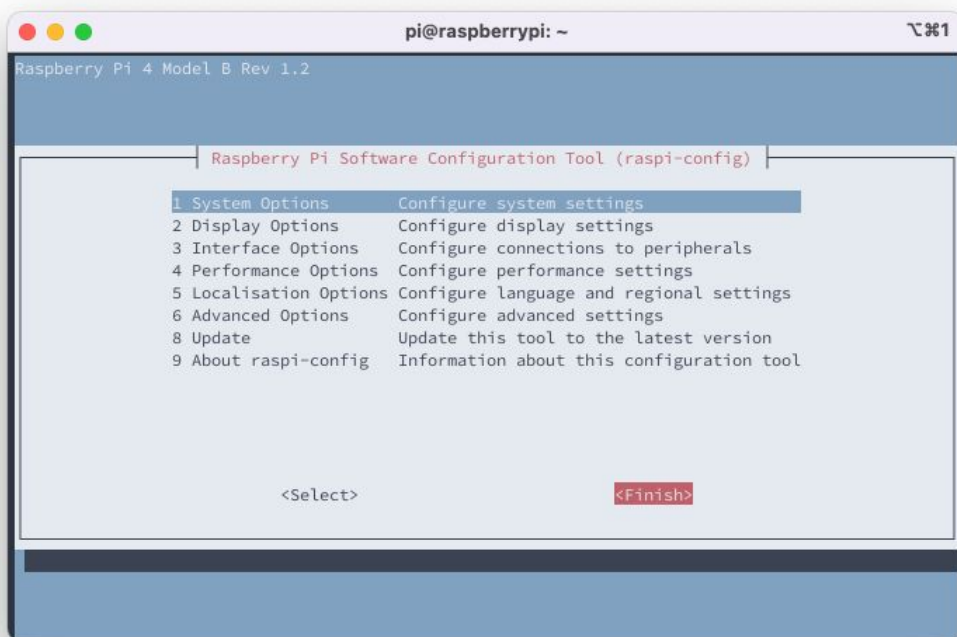 pi@raspberrypi: ~ ⌥⌘1
Raspberry Pi 4 Model B Rev 1.2
Raspberry Pi Software Configuration Tool (raspi-config)
1 System Options Configure system settings
2 Display Options Configure display settings
3 Interface Options Configure connections to peripherals
4 Performance Options Configure performance settings
5 Localisation Options Configure language and regional settings
6 Advanced Options Configure advanced settings
8 Update Update this tool to the latest version
9 About raspi-config Information about this configuration tool
<Select> <Finish>